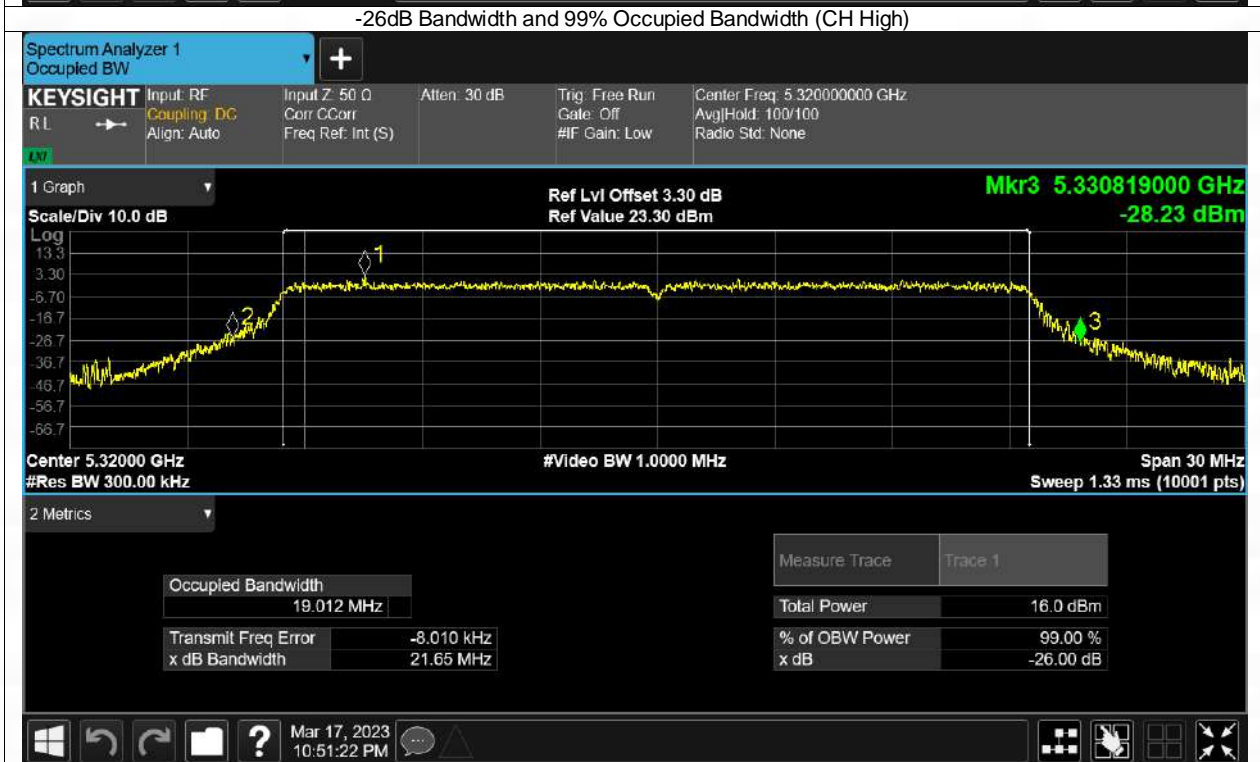 -26dB Bandwidth and 99% Occupied Bandwidth (CH High)
Spectrum Analyzer 1
Occupied BW
+
KEYSIGHT
RL
LXI
Input: RF
Coupling: DC
Align: Auto
Input Z: 50 Ω
Corr CCorr
Freq Ref: Int (S)
Atten: 30 dB
Trig: Free Run
Gate: Off
#IF Gain: Low
Center Freq: 5.320000000 GHz
Avg|Hold: 100/100
Radio Std: None
1 Graph
Scale/Div 10.0 dB
Ref Lvl Offset 3.30 dB
Ref Value 23.30 dBm
Mkr3 5.330819000 GHz
-28.23 dBm
Log
13.3
3.30
-6.70
-16.7
-26.7
-36.7
-46.7
-56.7
-66.7
1
2
3
Center 5.32000 GHz
#Res BW 300.00 kHz
#Video BW 1.0000 MHz
Span 30 MHz
Sweep 1.33 ms (10001 pts)
2 Metrics
Measure Trace Trace 1
Occupied Bandwidth
19.012 MHz
Total Power 16.0 dBm
Transmit Freq Error -8.010 kHz
% of OBW Power 99.00 %
x dB Bandwidth 21.65 MHz
x dB -26.00 dB
?
Mar 17, 2023
10:51:22 PM